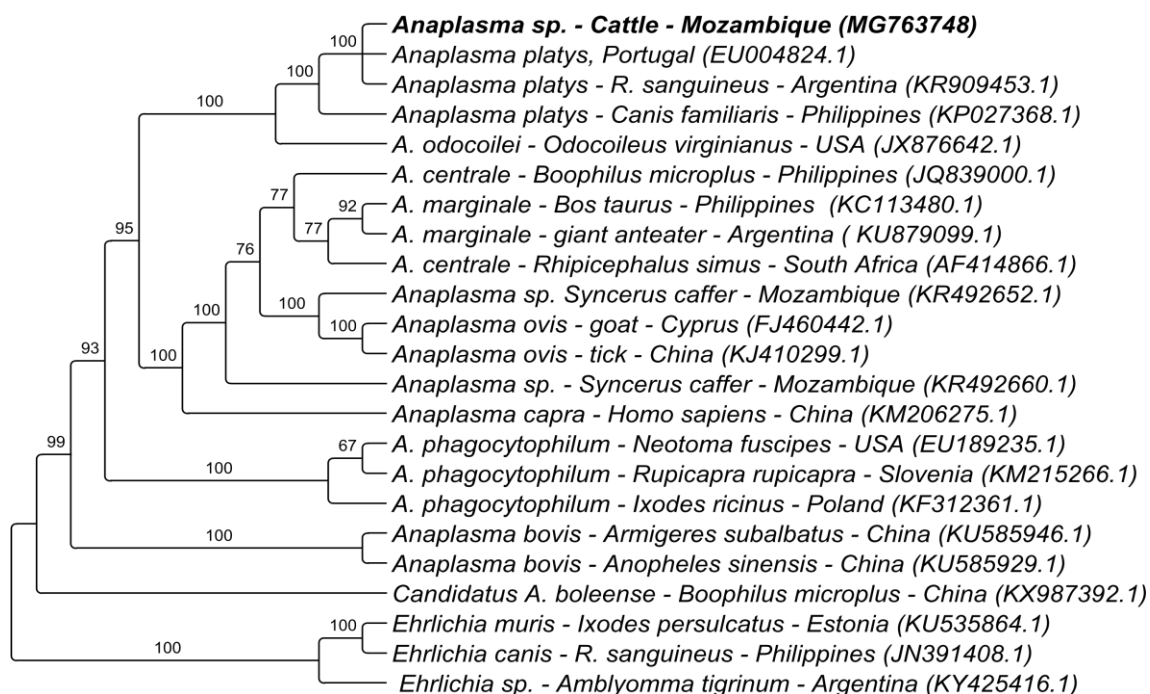 Anaplasma sp. - Cattle - Mozambique (MG763748)
100
Anaplasma platys, Portugal (EU004824.1)
100
Anaplasma platys - R. sanguineus - Argentina (KR909453.1)
100
Anaplasma platys - Canis familiaris - Philippines (KP027368.1)
A. odocoilei - Odocoileus virginianus - USA (JX876642.1)
A. centrale - Boophilus microplus - Philippines (JQ839000.1)
77
92 A. marginale - Bos taurus - Philippines (KC113480.1)
95
77
A. marginale - giant anteater - Argentina ( KU879099.1)
76
A. centrale - Rhipicephalus simus - South Africa (AF414866.1)
Anaplasma sp. Syncerus caffer - Mozambique (KR492652.1)
100
100
Anaplasma ovis - goat - Cyprus (FJ460442.1)
100
Anaplasma ovis - tick - China (KJ410299.1)
93
100
Anaplasma sp. - Syncerus caffer - Mozambique (KR492660.1)
Anaplasma capra - Homo sapiens - China (KM206275.1)
99
67
A. phagocytophilum - Neotoma fuscipes - USA (EU189235.1)
100
A. phagocytophilum - Rupicapra rupicapra - Slovenia (KM215266.1)
A. phagocytophilum - Ixodes ricinus - Poland (KF312361.1)
Anaplasma bovis - Armigeres subalbatus - China (KU585946.1)
100
Anaplasma bovis - Anopheles sinensis - China (KU585929.1)
Candidatus A. boleense - Boophilus microplus - China (KX987392.1)
100
Ehrlichia muris - Ixodes persulcatus - Estonia (KU535864.1)
100
Ehrlichia canis - R. sanguineus - Philippines (JN391408.1)
Ehrlichia sp. - Amblyomma tigrinum - Argentina (KY425416.1)